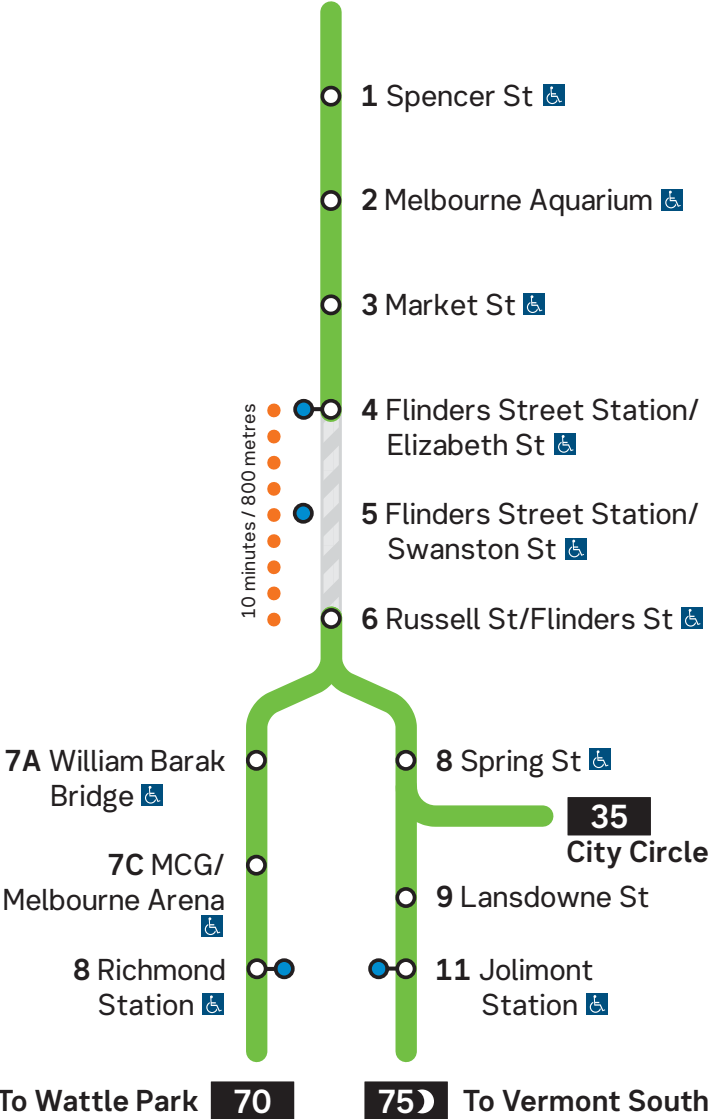 1 Spencer St
2 Melbourne Aquarium
3 Market St
4 Flinders Street Station/
Elizabeth St
10 minutes / 800 metres
5 Flinders Street Station/
Swanston St
6 Russell St/Flinders St
7A William Barak
Bridge
7C MCG/
Melbourne Arena
8 Richmond
Station
8 Spring St
35
City Circle
9 Lansdowne St
11 Jolimont
Station
To Wattle Park 70
75 To Vermont South